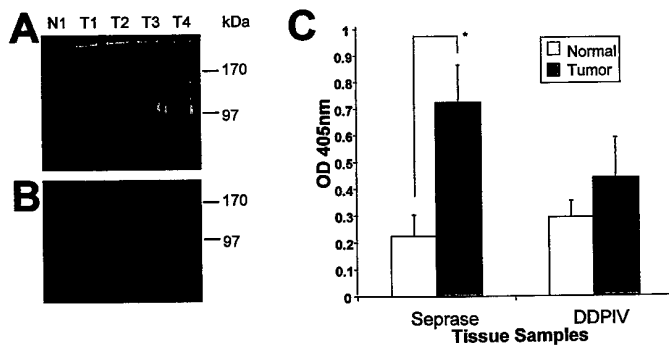 A
N1 T1 T2 T3 T4 kDa
170
97
B
170
97
C
Normal
Tumor
*
OD 405nm
1
0.9
0.8
0.7
0.6
0.5
0.4
0.3
0.2
0.1
0
Seprase DDPIV
Tissue Samples